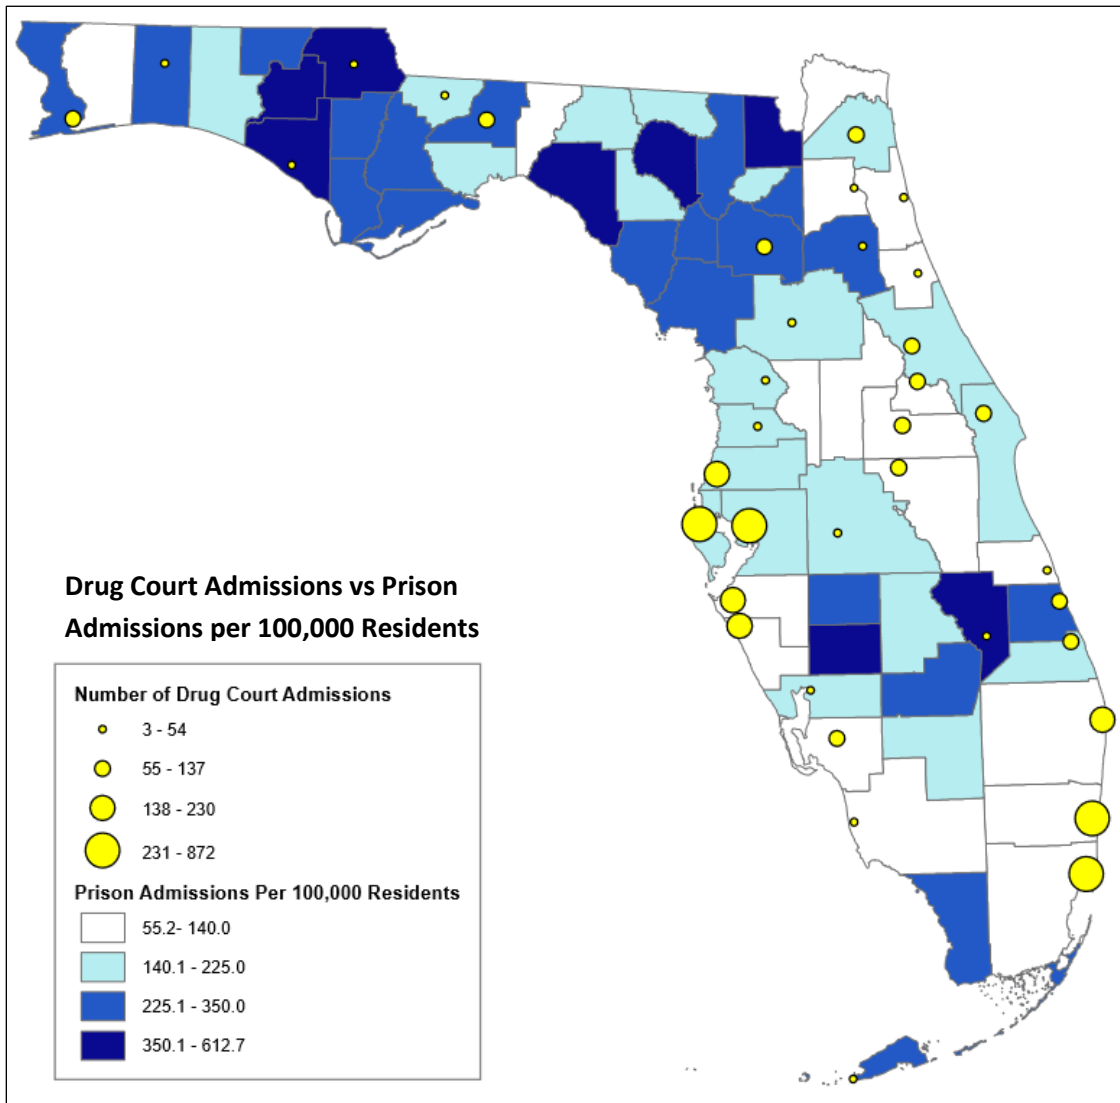 Drug Court Admissions vs Prison
Admissions per 100,000 Residents
Number of Drug Court Admissions
3 - 54
55 - 137
138 - 230
231 - 872
Prison Admissions Per 100,000 Residents
55.2- 140.0
140.1 - 225.0
225.1 - 350.0
350.1 - 612.7